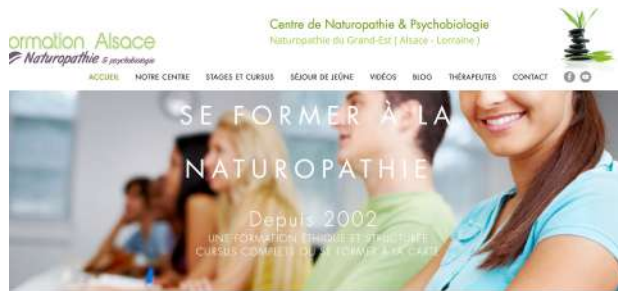 ormation Alsace
Naturopathie & psychobiologie
Centre de Naturopathie & Psychobiologie
Naturopathie du Grand-Est ( Alsace - Lorraine )
ACCUEIL NOTRE CENTRE STAGES ET CURSUS SÉJOUR DE JEÛNE VIDÉOS BLOG THÉRAPEUTES CONTACT
SE FORMER À LA
NATUROPATHIE
Depuis 2002
UNE FORMATION ÉTHIQUE ET STRUCTURÉE
CURSUS COMPLETS OU SE FORMER À LA CARTE